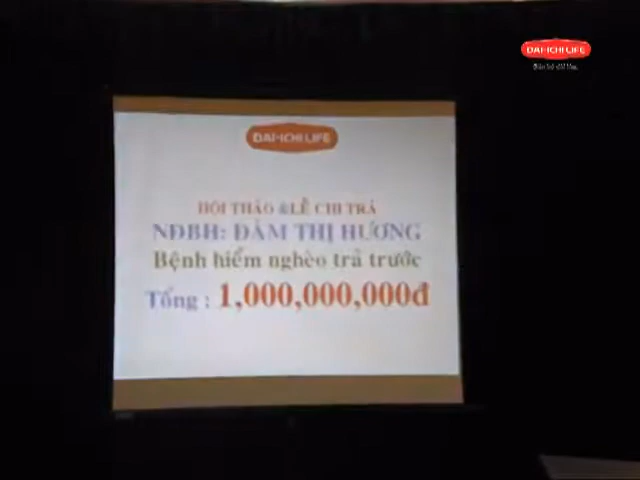 DAI-ICHI LIFE
DAI-ICHI LIFE
HỘI THẢO &LỄ CHI TRẢ
NĐBH: ĐÀM THỊ HƯƠNG
Bệnh hiểm nghèo trả trước
Tổng : 1,000,000,000đ